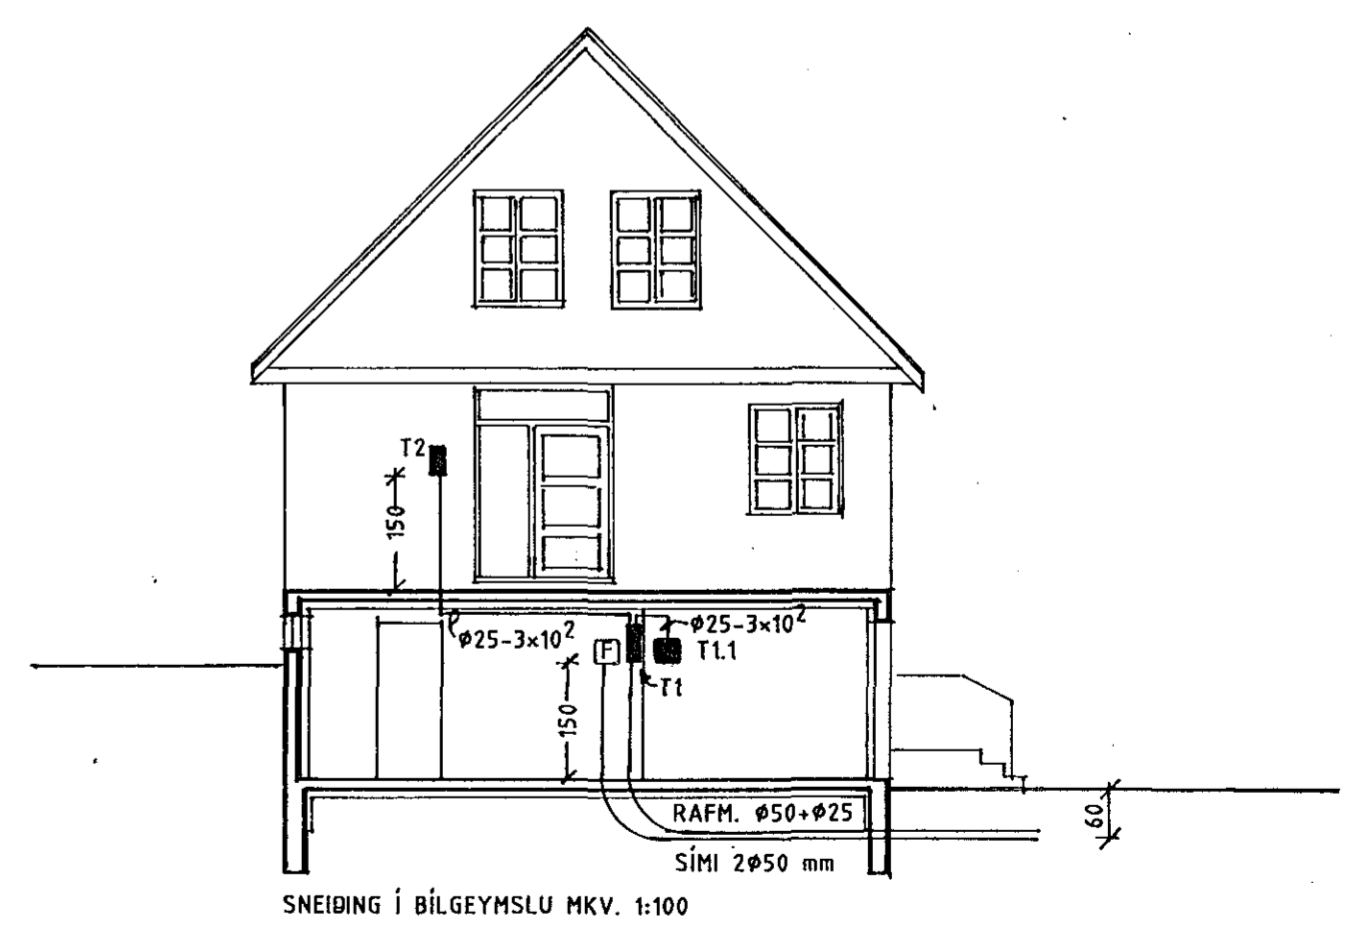 T2
150
ø25-3×10²
F
ø25-3×10²
T1.1
T1
150
RAFM. ø50+ø25
60
SÍMI 2ø50 mm
SNEIÐING Í BÍLGEYMSLU MKV. 1:100